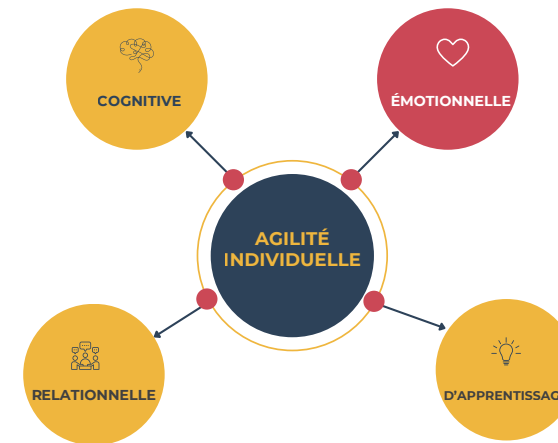 COGNITIVE
ÉMOTIONNELLE
AGILITÉ
INDIVIDUELLE
RELATIONNELLE
D'APPRENTISSAG